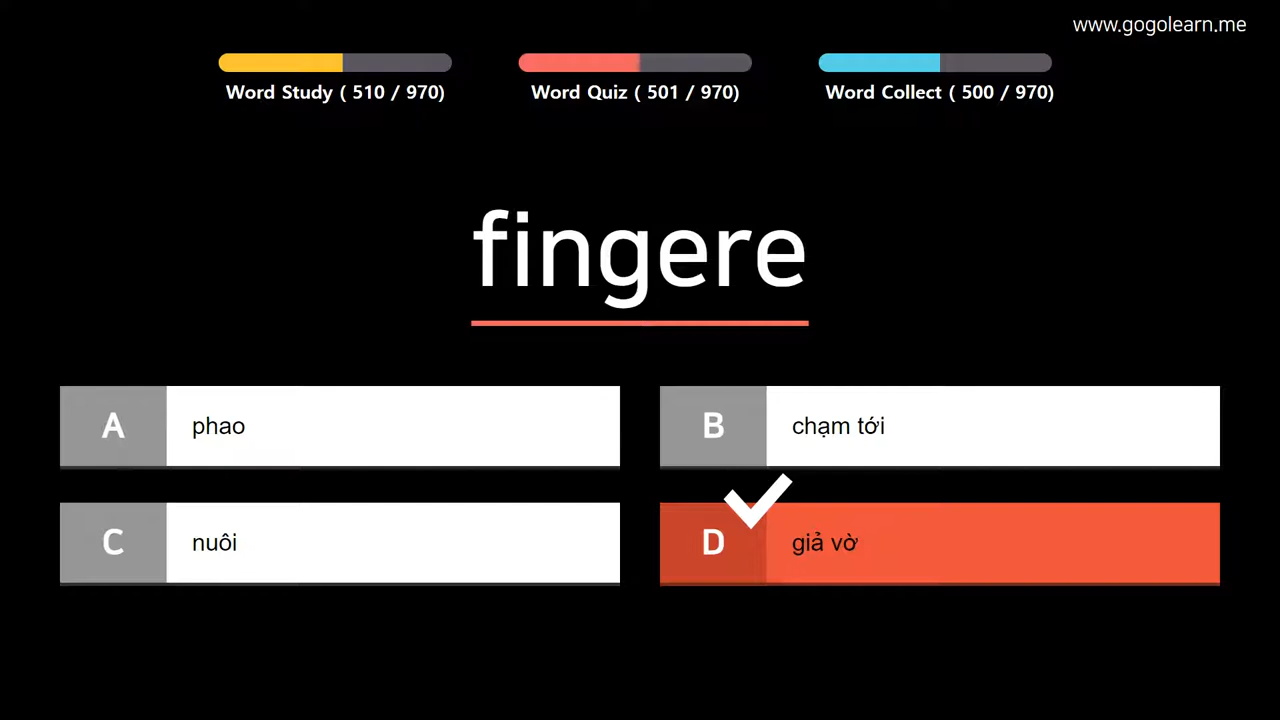 www.gogolearn.me
Word Study ( 510 / 970)
Word Quiz ( 501 / 970)
Word Collect ( 500 / 970)
fingere
A phao
B chạm tới
C nuôi
D giả vờ